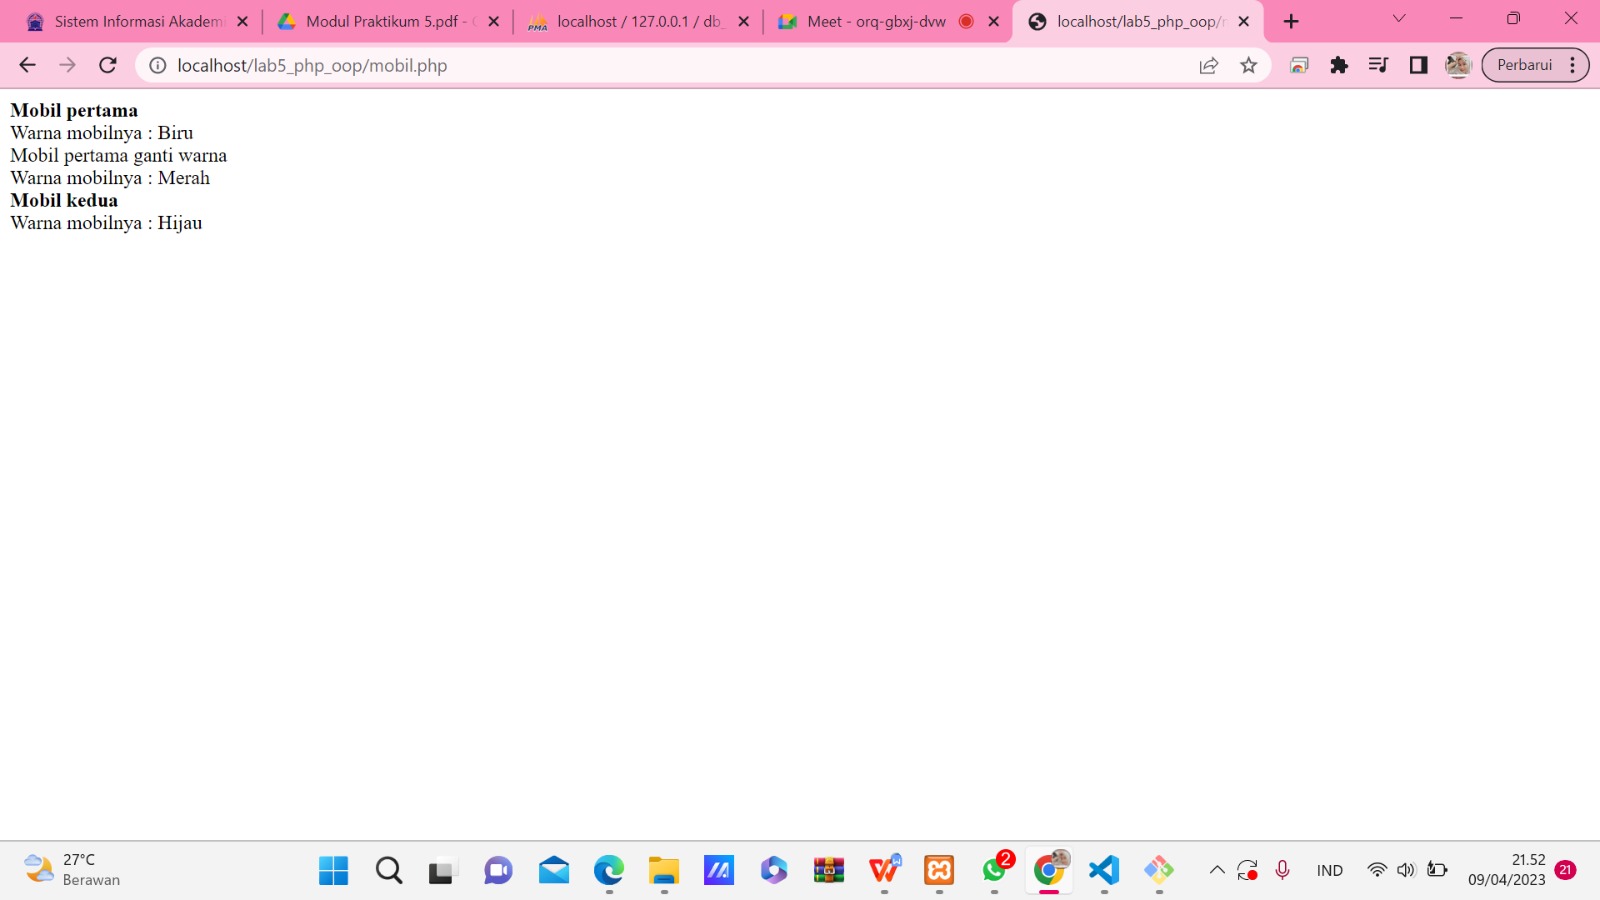 Sistem Informasi Akademi
Modul Praktikum 5.pdf -
localhost / 127.0.0.1 / db_
Meet - orq-gbxj-dvw
localhost/lab5_php_oop/
localhost/lab5_php_oop/mobil.php
Perbarui
Mobil pertama
Warna mobilnya : Biru
Mobil pertama ganti warna
Warna mobilnya : Merah
Mobil kedua
Warna mobilnya : Hijau
27°C
Berawan
2
IND
21.52
09/04/2023
21